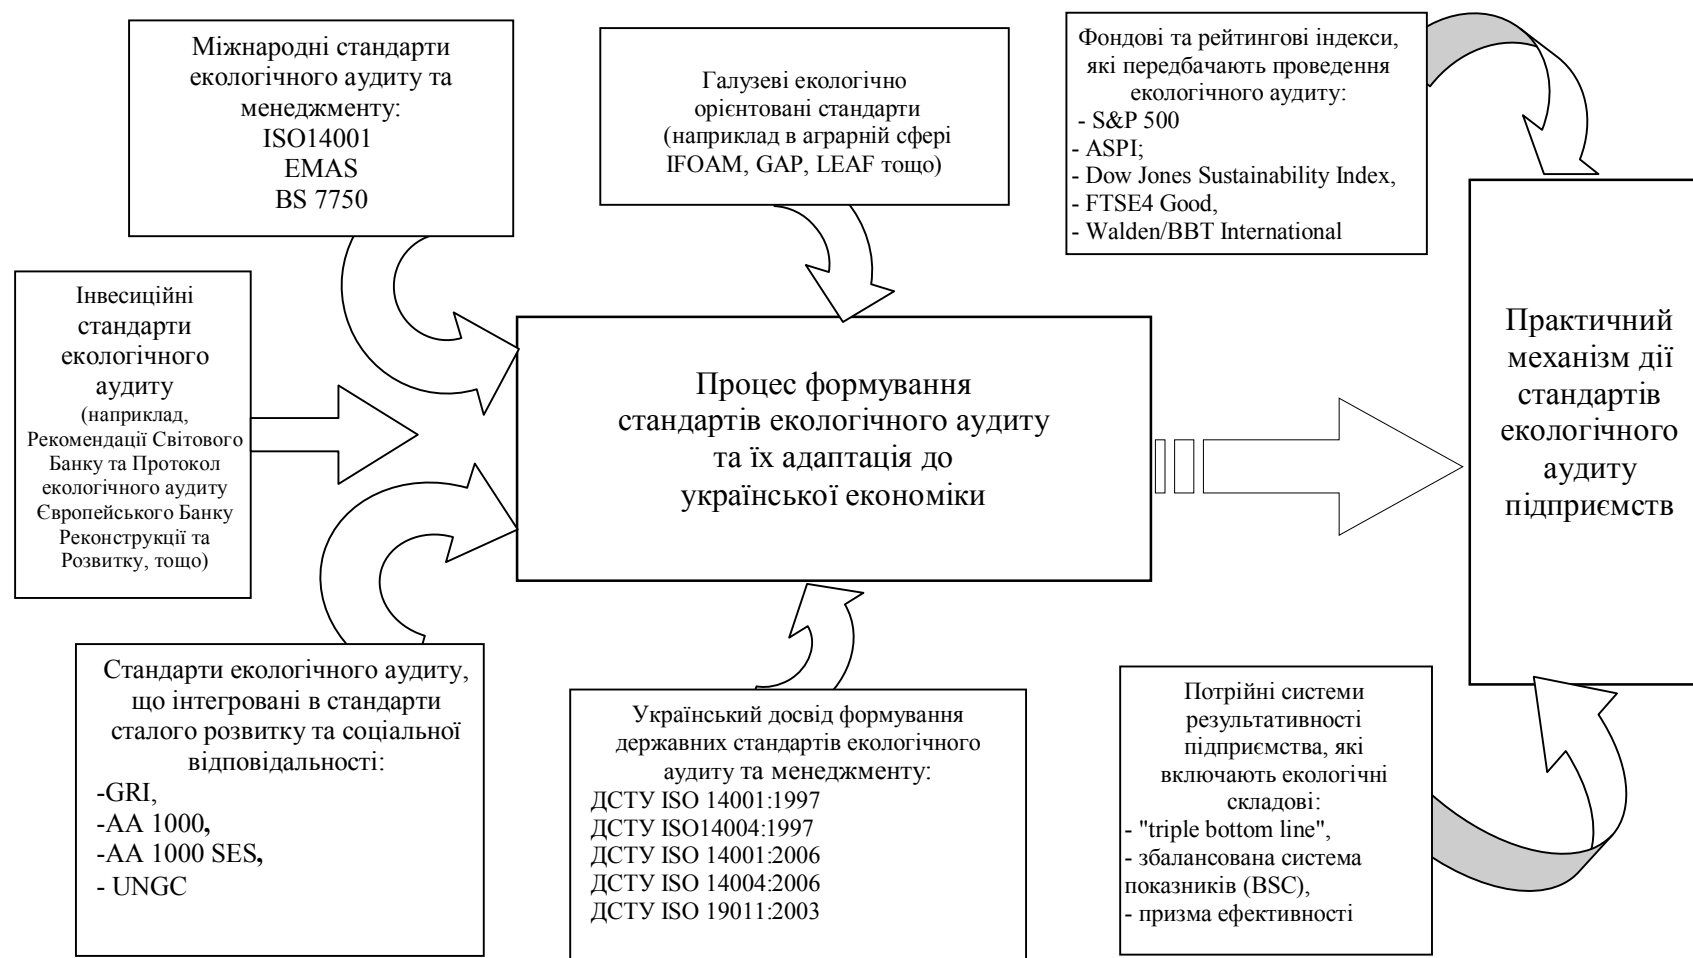 Міжнародні стандарти
екологічного аудиту та
менеджменту:
ISO14001
EMAS
BS 7750
Галузеві екологічно
орієнтовані стандарти
(наприклад в аграрній сфері
IFOAM, GAP, LEAF тощо)
Фондові та рейтингові індекси,
які передбачають проведення
екологічного аудиту:
- S&P 500
- ASPI;
- Dow Jones Sustainability Index,
- FTSE4 Good,
- Walden/BBT International
Інвесиційні
стандарти
екологічного
аудиту
(наприклад,
Рекомендації Світового
Банку та Протокол
екологічного аудиту
Європейського Банку
Реконструкції та
Розвитку, тощо)
Процес формування
стандартів екологічного аудиту
та їх адаптація до
української економіки
Практичний
механізм дії
стандартів
екологічного
аудиту
підприємств
Стандарти екологічного аудиту,
що інтегровані в стандарти
сталого розвитку та соціальної
відповідальності:
-GRI,
-AA 1000,
-AA 1000 SES,
- UNGC
Український досвід формування
державних стандартів екологічного
аудиту та менеджменту:
ДСТУ ISO 14001:1997
ДСТУ ISO14004:1997
ДСТУ ISO 14001:2006
ДСТУ ISO 14004:2006
ДСТУ ISO 19011:2003
Потрійні системи
результативності
підприємства, які
включають екологічні
складові:
- "triple bottom line",
- збалансована система
показників (BSC),
- призма ефективності